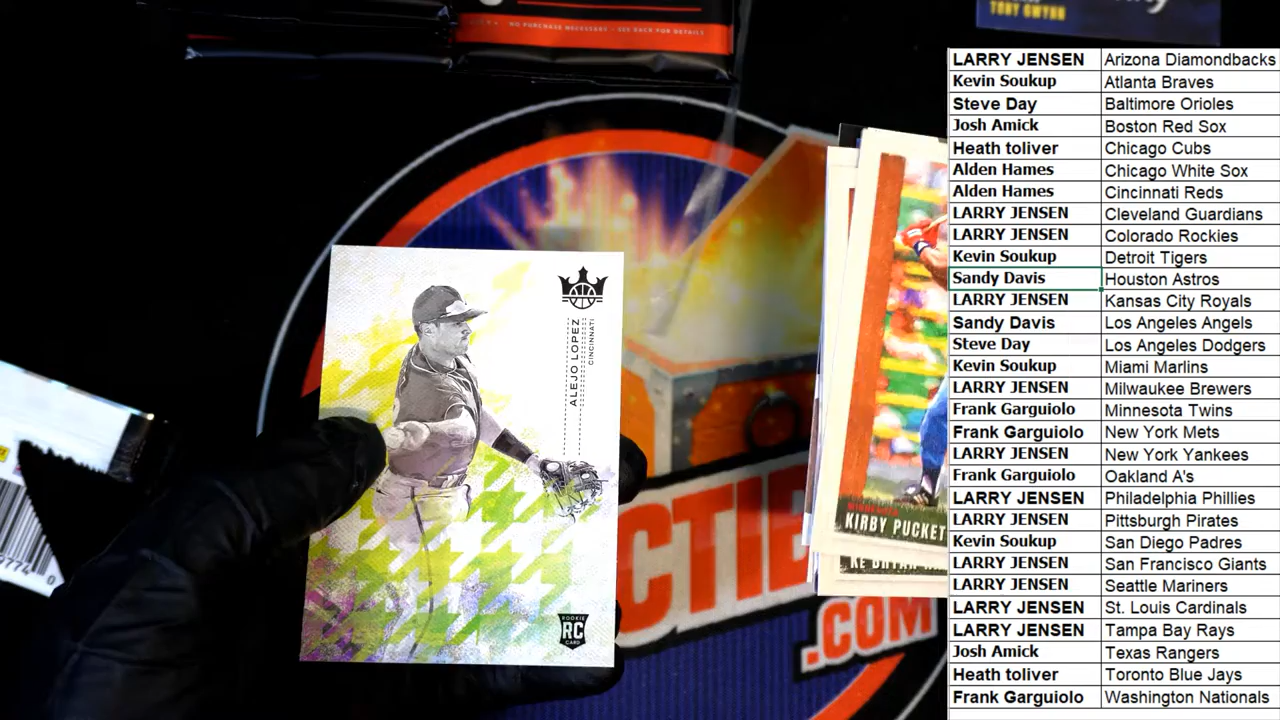 TONY GWYNN
NO PURCHASE NECESSARY - SEE BACK FOR DETAILS
ALEJO LOPEZ
CINCINNATI
ROOKIE
RC
CARD
MINNESOTA
KIRBY PUCKET
KE'BRYAN
CTIE
.COM
LARRY JENSEN Arizona Diamondbacks
Kevin Soukup Atlanta Braves
Steve Day Baltimore Orioles
Josh Amick Boston Red Sox
Heath toliver Chicago Cubs
Alden Hames Chicago White Sox
Alden Hames Cincinnati Reds
LARRY JENSEN Cleveland Guardians
LARRY JENSEN Colorado Rockies
Kevin Soukup Detroit Tigers
Sandy Davis Houston Astros
LARRY JENSEN Kansas City Royals
Sandy Davis Los Angeles Angels
Steve Day Los Angeles Dodgers
Kevin Soukup Miami Marlins
LARRY JENSEN Milwaukee Brewers
Frank Garguiolo Minnesota Twins
Frank Garguiolo New York Mets
LARRY JENSEN New York Yankees
Frank Garguiolo Oakland A's
LARRY JENSEN Philadelphia Phillies
LARRY JENSEN Pittsburgh Pirates
Kevin Soukup San Diego Padres
LARRY JENSEN San Francisco Giants
LARRY JENSEN Seattle Mariners
LARRY JENSEN St. Louis Cardinals
LARRY JENSEN Tampa Bay Rays
Josh Amick Texas Rangers
Heath toliver Toronto Blue Jays
Frank Garguiolo Washington Nationals